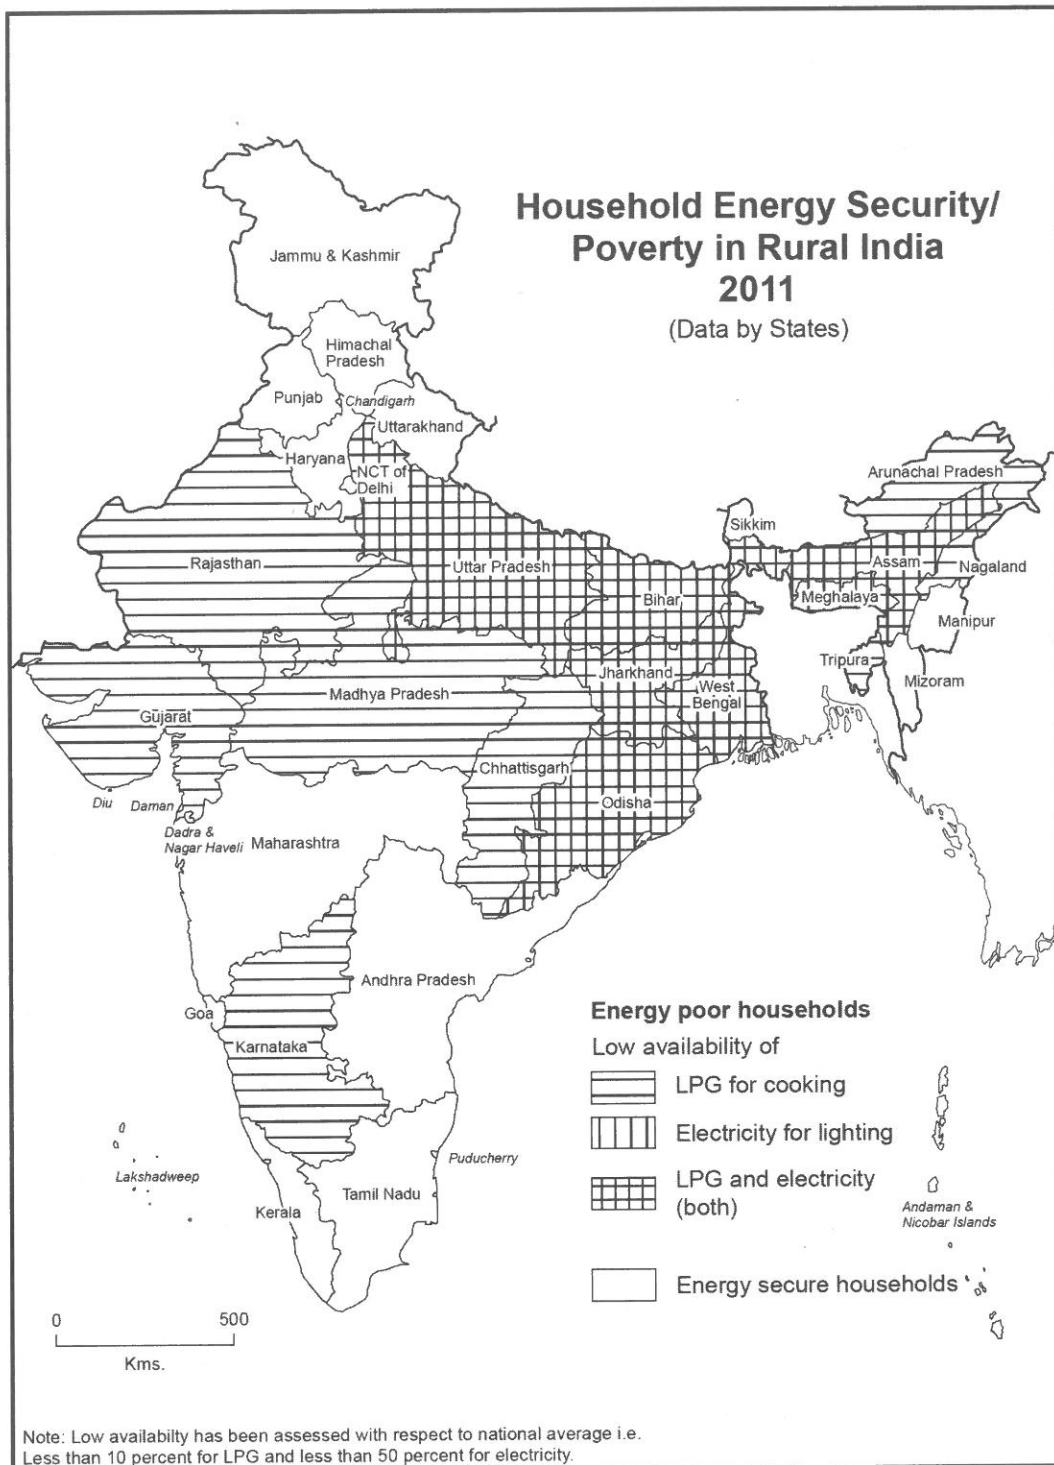 Household Energy Security/
Poverty in Rural India
2011
(Data by States)
Jammu & Kashmir
Himachal
Pradesh
Punjab
Chandigarh
Uttarakhand
Haryana
NCT of
Delhi
Arunachal Pradesh
Sikkim
Rajasthan
Uttar Pradesh
Assam
Nagaland
Bihar
Meghalaya
Manipur
Tripura
Mizoram
Jharkhand
West
Bengal
Madhya Pradesh
Gujarat
Chhattisgarh
Odisha
Diu
Daman
Dadra &
Nagar Haveli
Maharashtra
Andhra Pradesh
Goa
Karnataka
Lakshadweep
Puducherry
Tamil Nadu
Kerala
Andaman &
Nicobar Islands
Energy poor households
Low availability of
LPG for cooking
Electricity for lighting
LPG and electricity
(both)
Energy secure households
0 500
Kms.
Note: Low availabilty has been assessed with respect to national average i.e.
Less than 10 percent for LPG and less than 50 percent for electricity.